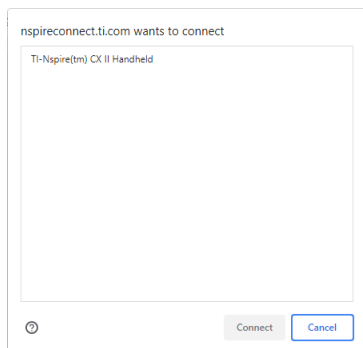 nspireconnect.ti.com wants to connect
TI-Nspire(tm) CX II Handheld
Connect Cancel